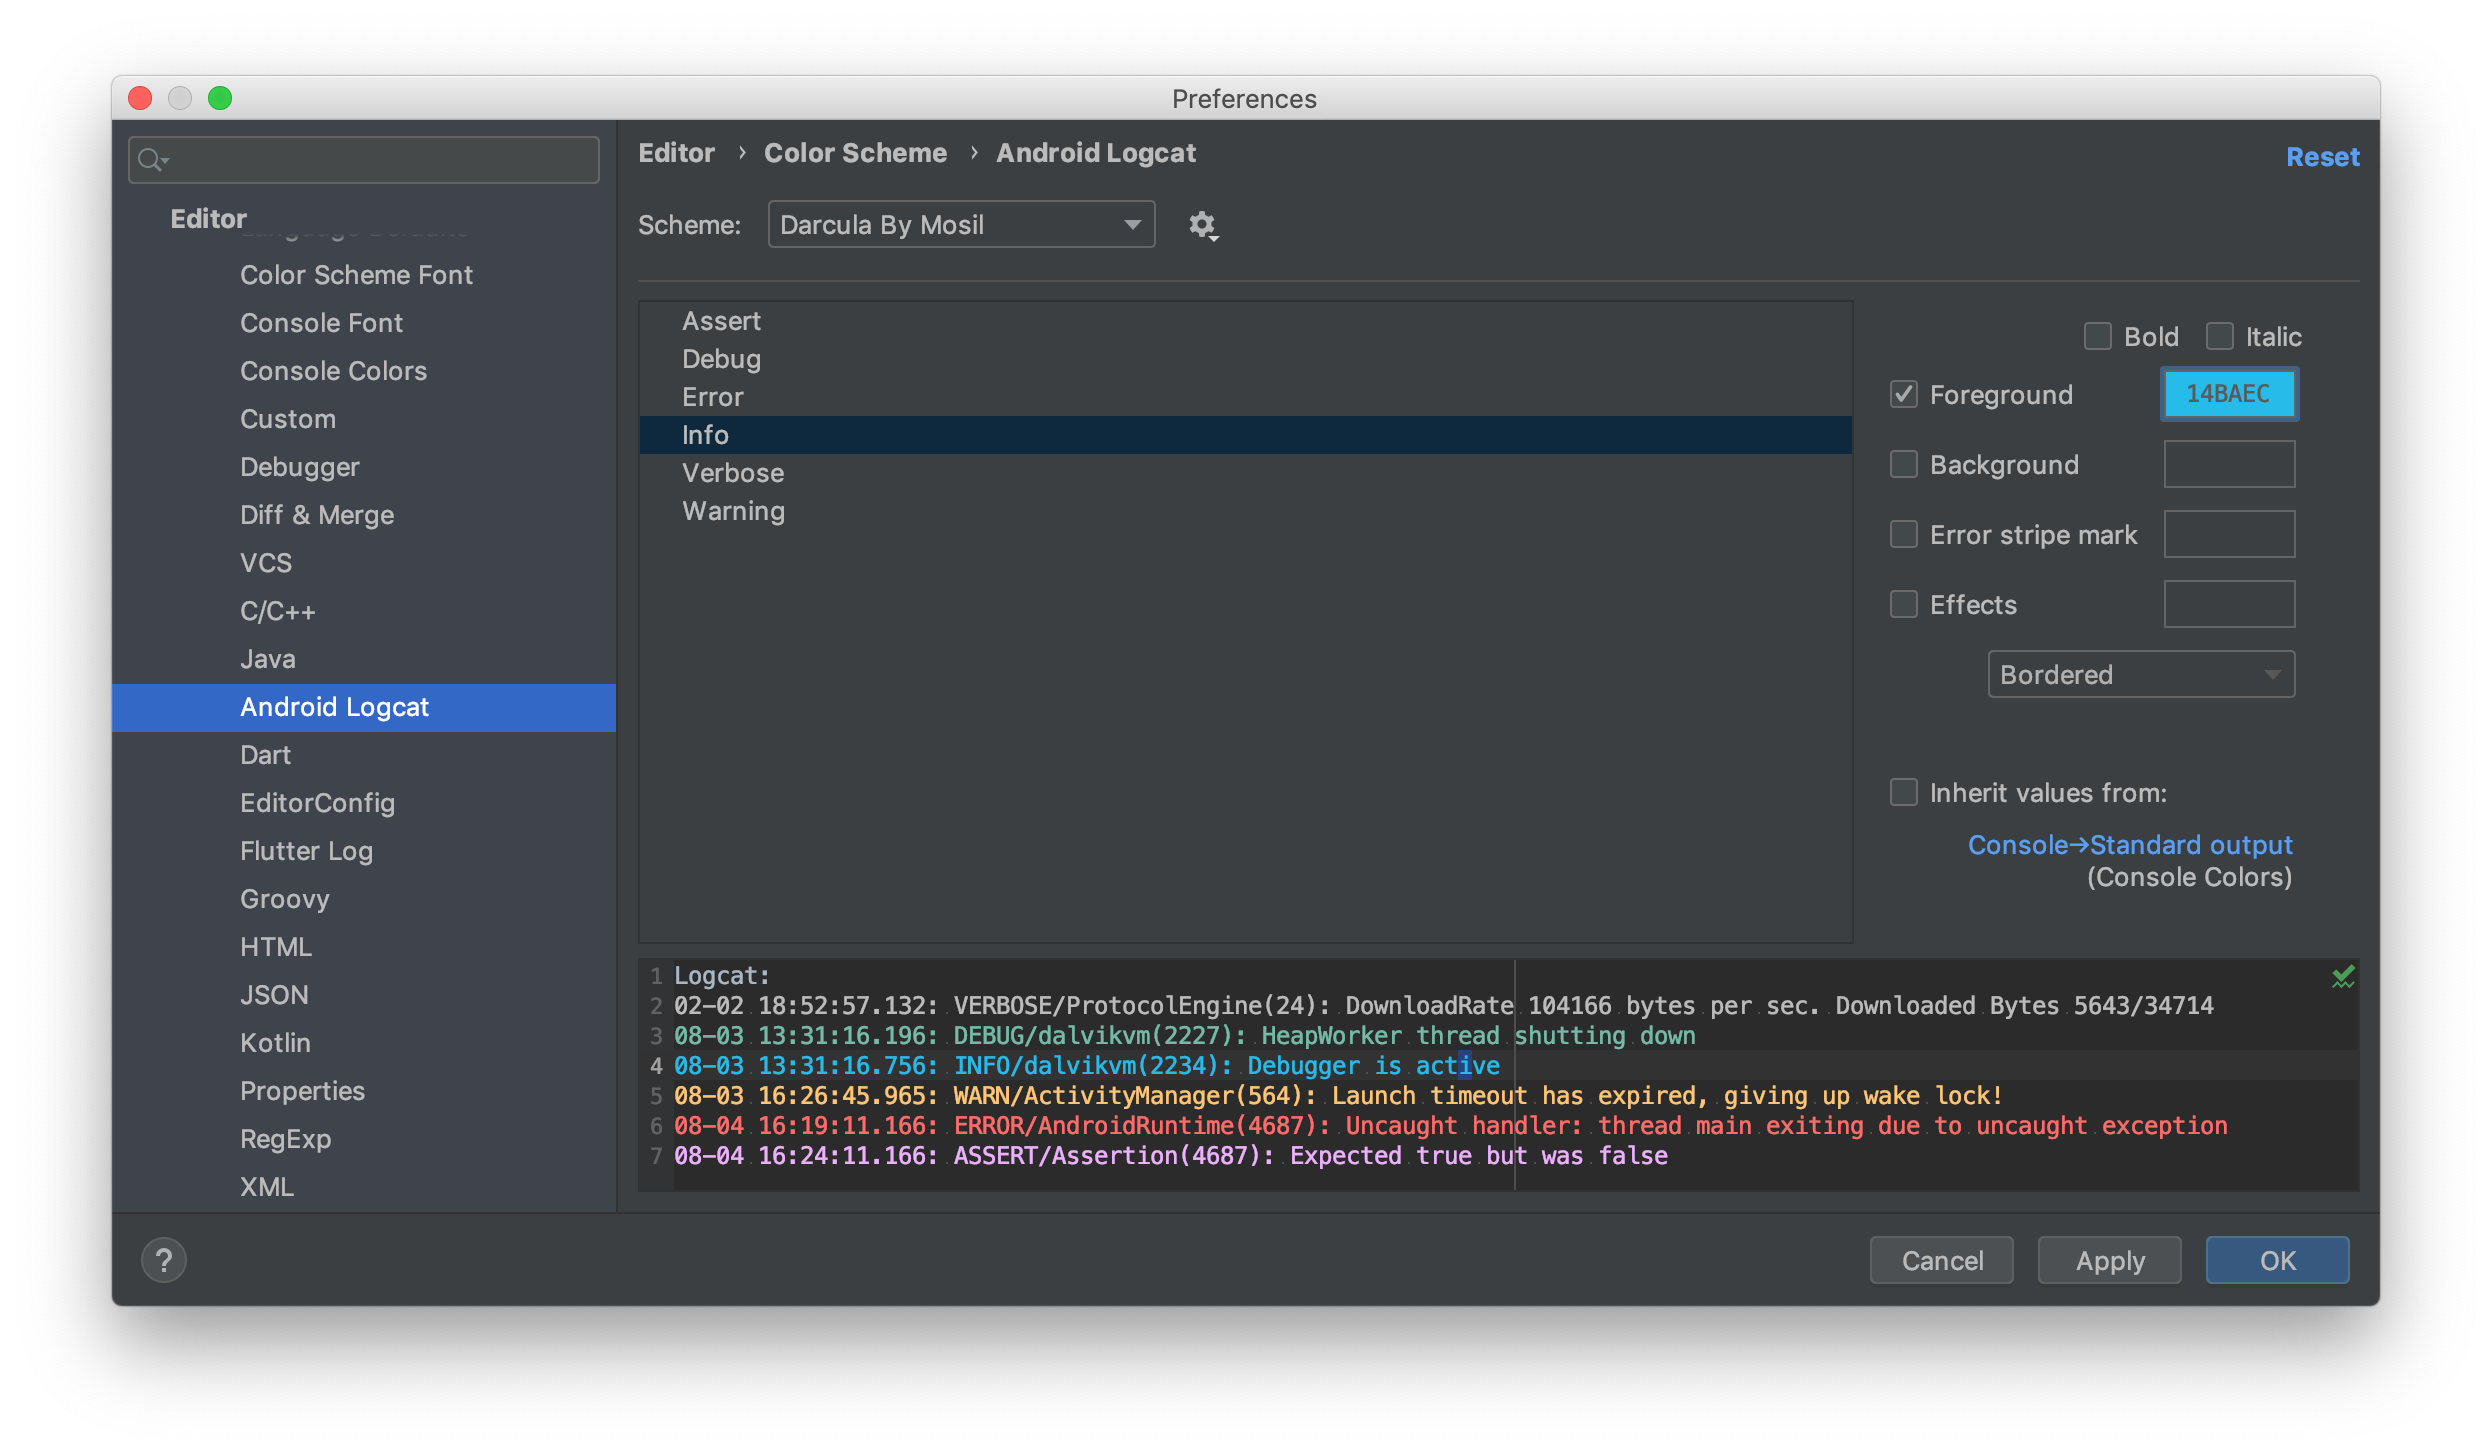 Preferences
Editor
Color Scheme Font
Console Font
Console Colors
Custom
Debugger
Diff & Merge
VCS
C/C++
Java
Android Logcat
Dart
EditorConfig
Flutter Log
Groovy
HTML
JSON
Kotlin
Properties
RegExp
XML
Editor › Color Scheme › Android Logcat
Reset
Scheme: Darcula By Mosil
Assert
Debug
Error
Info
Verbose
Warning
Bold Italic
Foreground 14BAEC
Background
Error stripe mark
Effects
Bordered
Inherit values from:
Console→Standard output
(Console Colors)
1 Logcat:
2 02-02 18:52:57.132: VERBOSE/ProtocolEngine(24): DownloadRate 104166 bytes per sec. Downloaded Bytes 5643/34714
3 08-03 13:31:16.196: DEBUG/dalvikvm(2227): HeapWorker thread shutting down
4 08-03 13:31:16.756: INFO/dalvikvm(2234): Debugger is active
5 08-03 16:26:45.965: WARN/ActivityManager(564): Launch timeout has expired, giving up wake lock!
6 08-04 16:19:11.166: ERROR/AndroidRuntime(4687): Uncaught handler: thread main exiting due to uncaught exception
7 08-04 16:24:11.166: ASSERT/Assertion(4687): Expected true but was false
? Cancel Apply OK